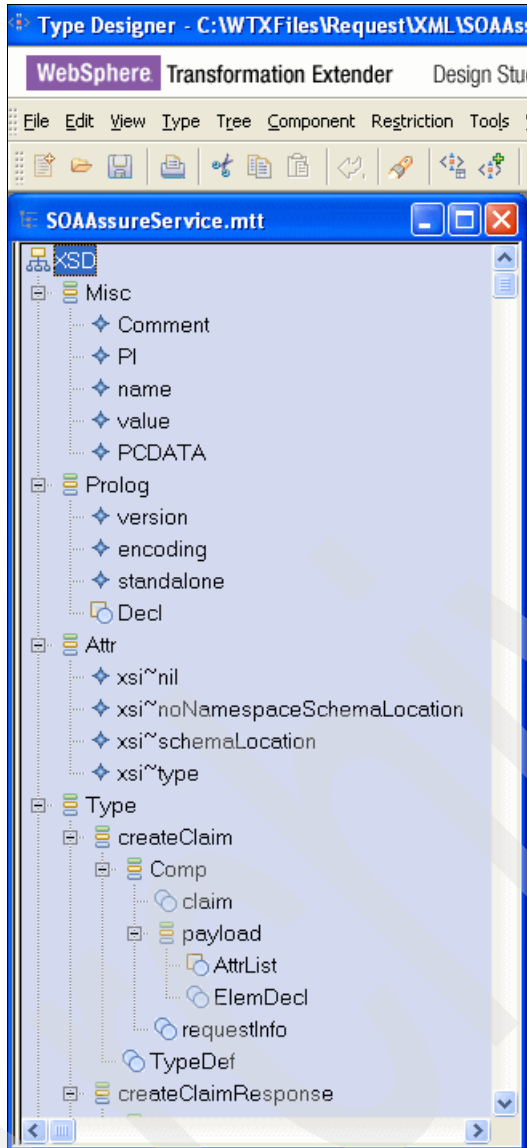 Type Designer - C:\WTXFiles\Request\XML\SOAAss
WebSphere Transformation Extender Design Stu
File Edit View Type Tree Component Restriction Tools
SOAAssureService.mtt
XSD
Misc
Comment
PI
name
value
PCDATA
Prolog
version
encoding
standalone
Decl
Attr
xsi~nil
xsi~noNamespaceSchemaLocation
xsi~schemaLocation
xsi~type
Type
createClaim
Comp
claim
payload
AttrList
ElemDecl
requestInfo
TypeDef
createClaimResponse